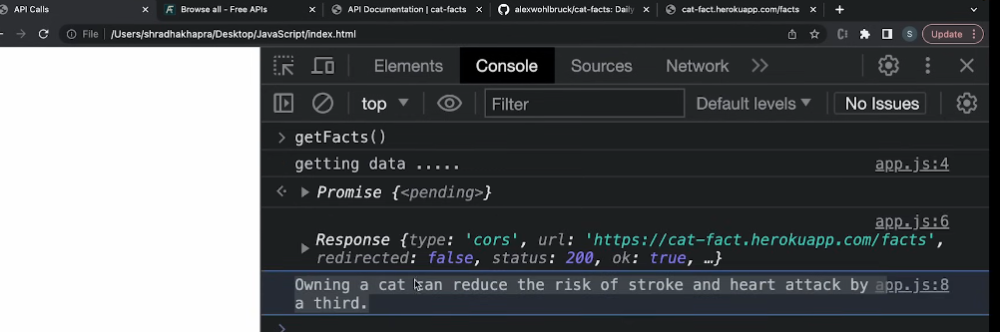 API Calls
Browse all - Free APIs
API Documentation | cat-facts
alexwohlbruck/cat-facts: Daily
cat-fact.herokuapp.com/facts
File | /Users/shradhakhapra/Desktop/JavaScript/index.html
S Update
Elements Console Sources Network
top Filter Default levels No Issues
getFacts()
getting data ..... app.js:4
Promise {<pending>}
app.js:6
Response {type: 'cors', url: 'https://cat-fact.herokuapp.com/facts',
redirected: false, status: 200, ok: true, …}
Owning a cat can reduce the risk of stroke and heart attack by app.js:8
a third.